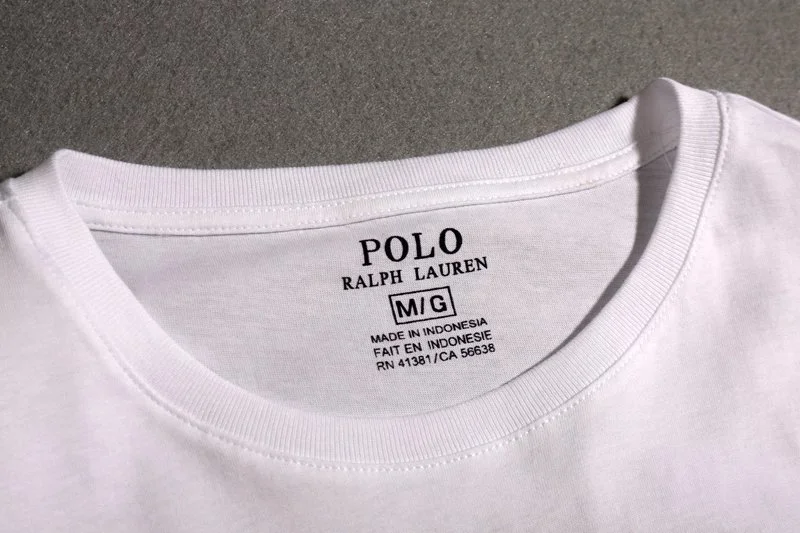 POLO
RALPH LAUREN
M/G
MADE IN INDONESIA
FAIT EN INDONESIE
RN 41381/CA 56638